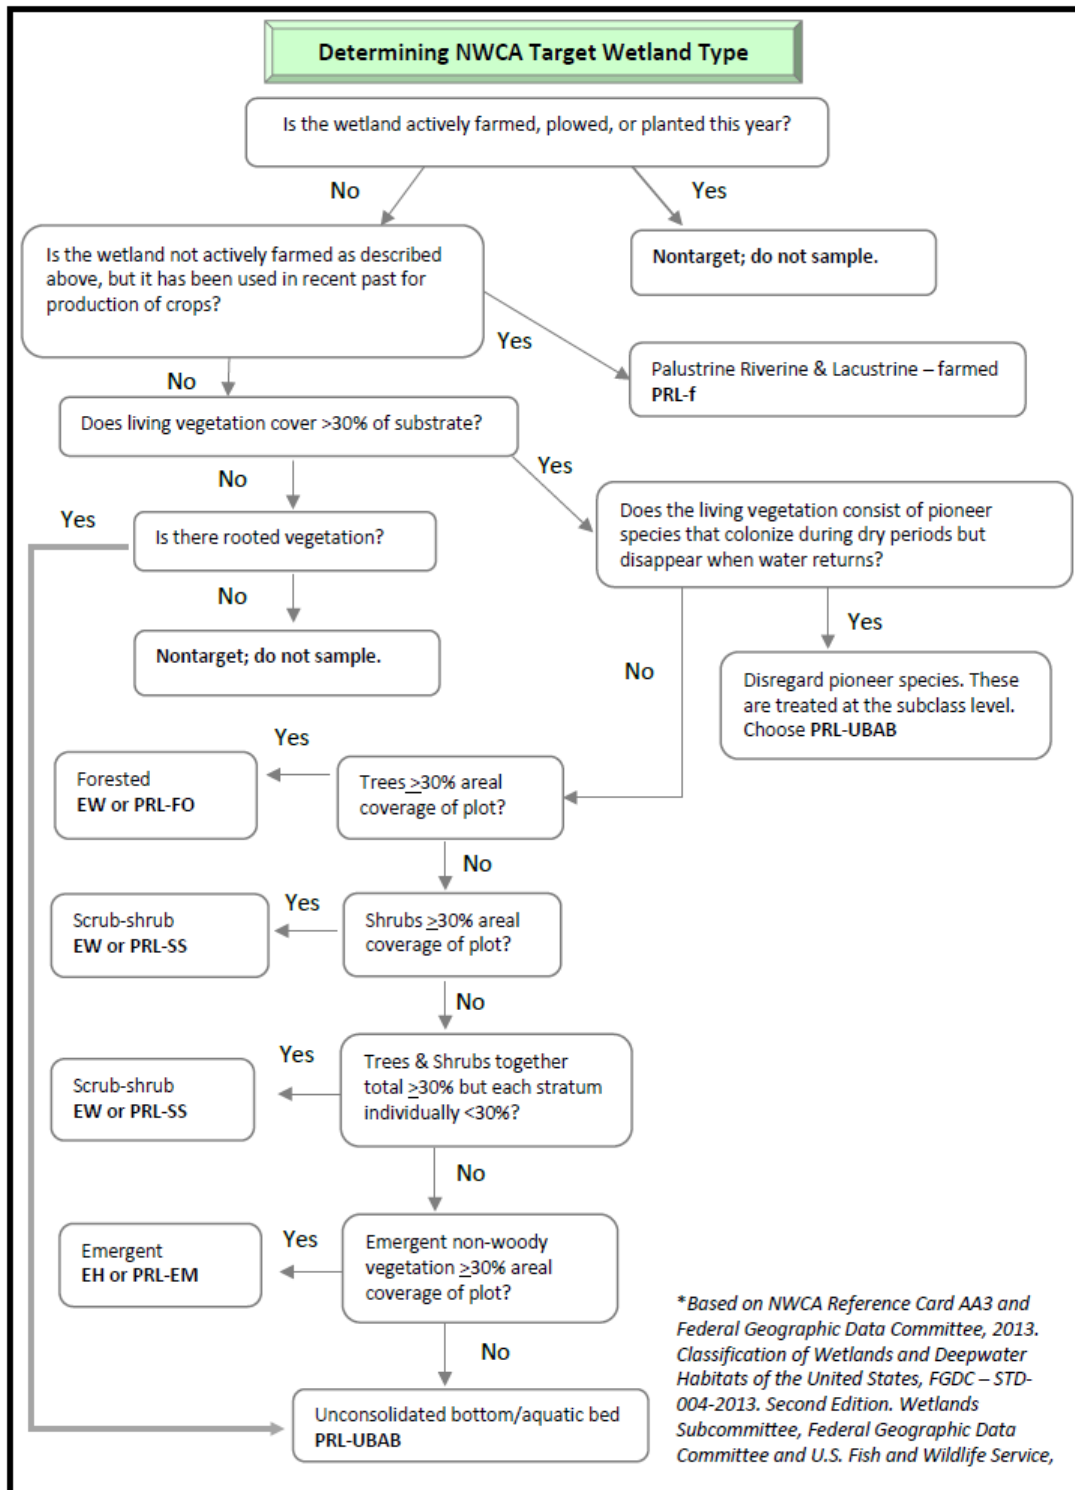 Determining NWCA Target Wetland Type
Is the wetland actively farmed, plowed, or planted this year?
No
Yes
Is the wetland not actively farmed as described
above, but it has been used in recent past for
production of crops?
Nontarget; do not sample.
Yes
No
Palustrine Riverine & Lacustrine – farmed
PRL-f
Does living vegetation cover >30% of substrate?
No
Yes
Yes
Is there rooted vegetation?
Does the living vegetation consist of pioneer
species that colonize during dry periods but
disappear when water returns?
No
Yes
Nontarget; do not sample.
No
Disregard pioneer species. These
are treated at the subclass level.
Choose PRL-UBAB
Yes
Forested
EW or PRL-FO
Trees >30% areal
coverage of plot?
No
Yes
Scrub-shrub
EW or PRL-SS
Shrubs >30% areal
coverage of plot?
No
Yes
Scrub-shrub
EW or PRL-SS
Trees & Shrubs together
total >30% but each stratum
individually <30%?
No
Yes
Emergent
EH or PRL-EM
Emergent non-woody
vegetation >30% areal
coverage of plot?
No
Unconsolidated bottom/aquatic bed
PRL-UBAB
*Based on NWCA Reference Card AA3 and
Federal Geographic Data Committee, 2013.
Classification of Wetlands and Deepwater
Habitats of the United States, FGDC – STD-
004-2013. Second Edition. Wetlands
Subcommittee, Federal Geographic Data
Committee and U.S. Fish and Wildlife Service,